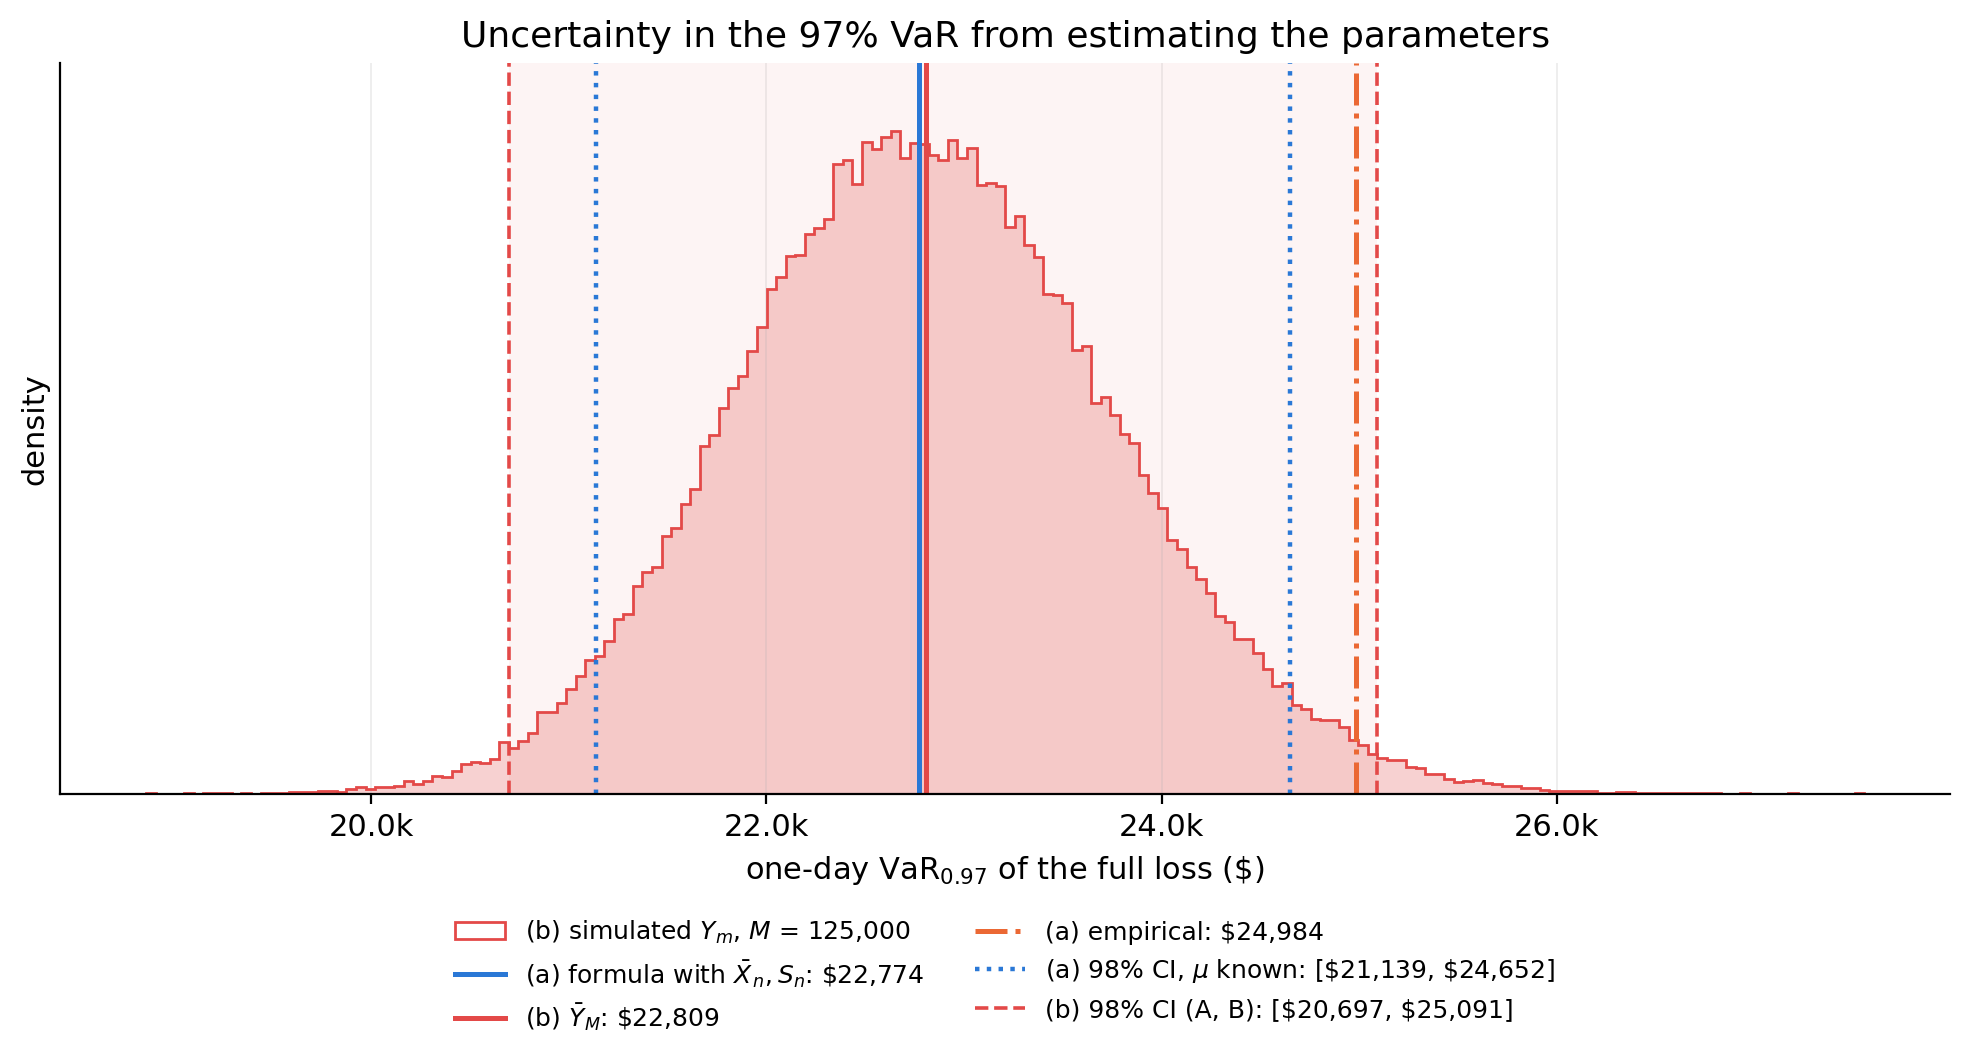 Uncertainty in the 97% VaR from estimating the parameters
density
20.0k 22.0k 24.0k 26.0k
one-day VaR₀.₉₇ of the full loss ($)
(b) simulated Yₘ, M = 125,000
(a) formula with X̄ₙ, Sₙ: $22,774
(b) Ȳ_M: $22,809
(a) empirical: $24,984
(a) 98% CI, μ known: [$21,139, $24,652]
(b) 98% CI (A, B): [$20,697, $25,091]